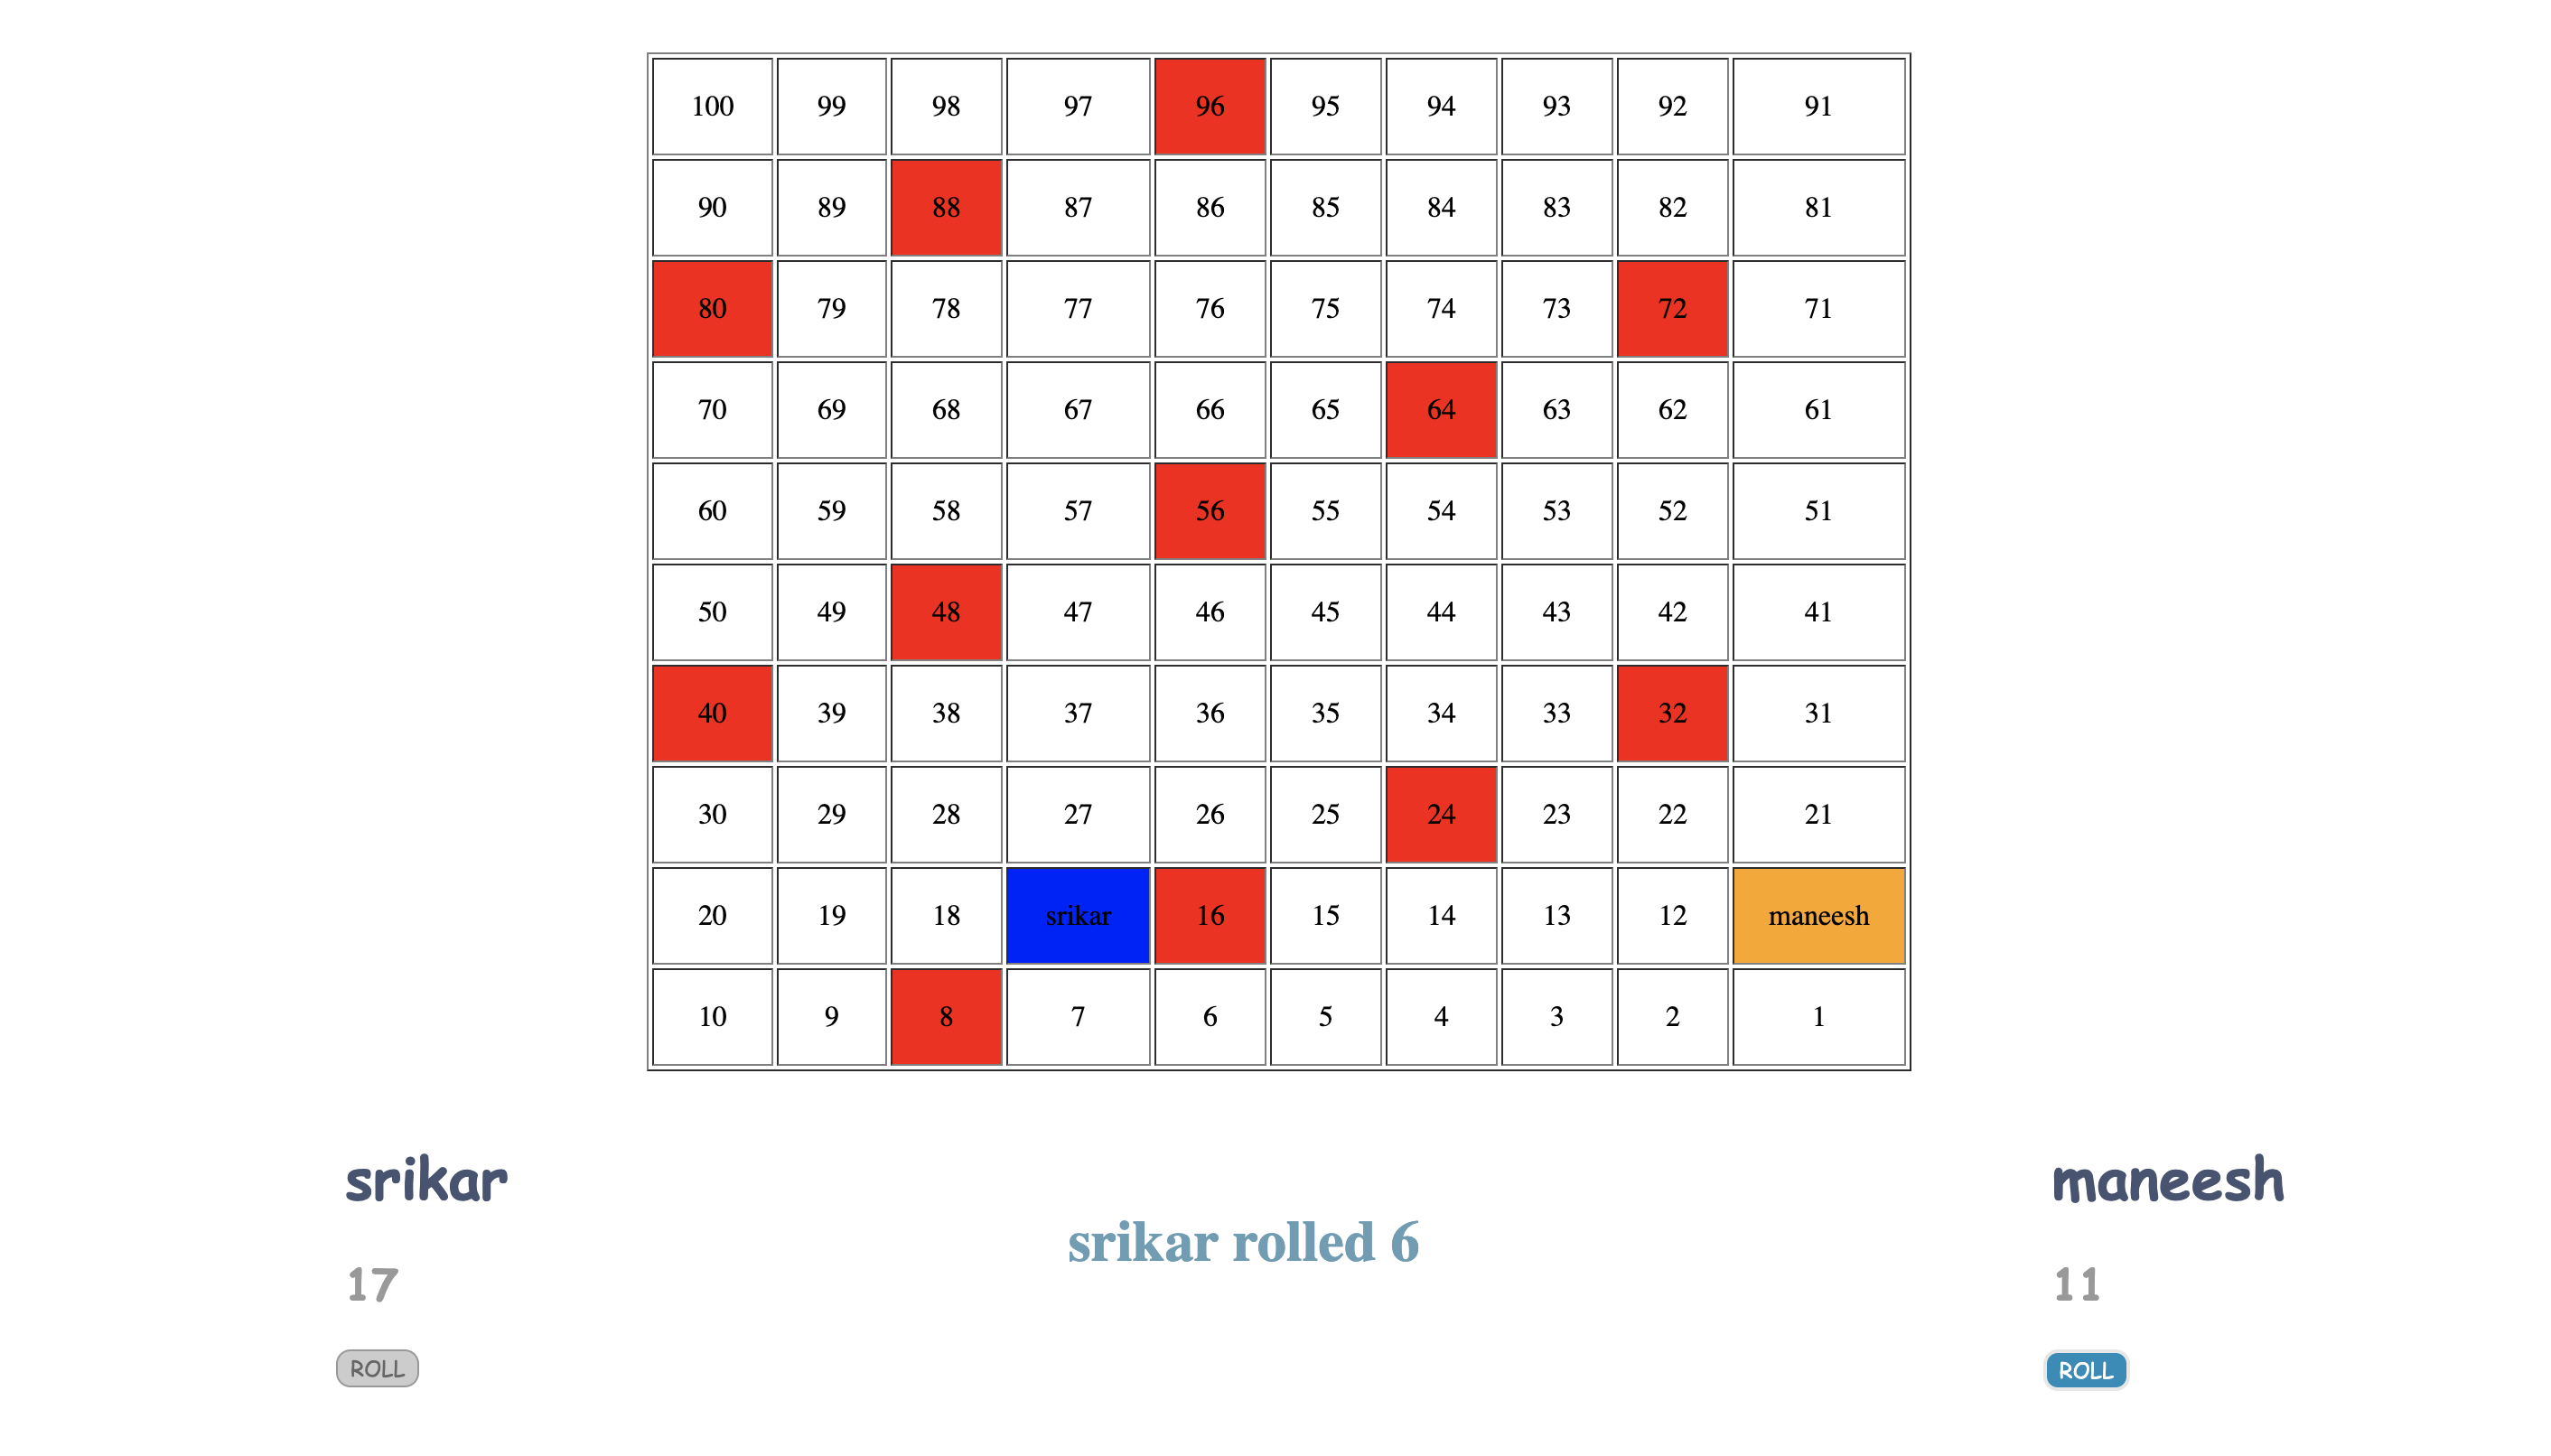 100 99 98 97 96 95 94 93 92 91
90 89 88 87 86 85 84 83 82 81
80 79 78 77 76 75 74 73 72 71
70 69 68 67 66 65 64 63 62 61
60 59 58 57 56 55 54 53 52 51
50 49 48 47 46 45 44 43 42 41
40 39 38 37 36 35 34 33 32 31
30 29 28 27 26 25 24 23 22 21
20 19 18 srikar 16 15 14 13 12 maneesh
10 9 8 7 6 5 4 3 2 1
srikar
17
ROLL
srikar rolled 6
maneesh
11
ROLL